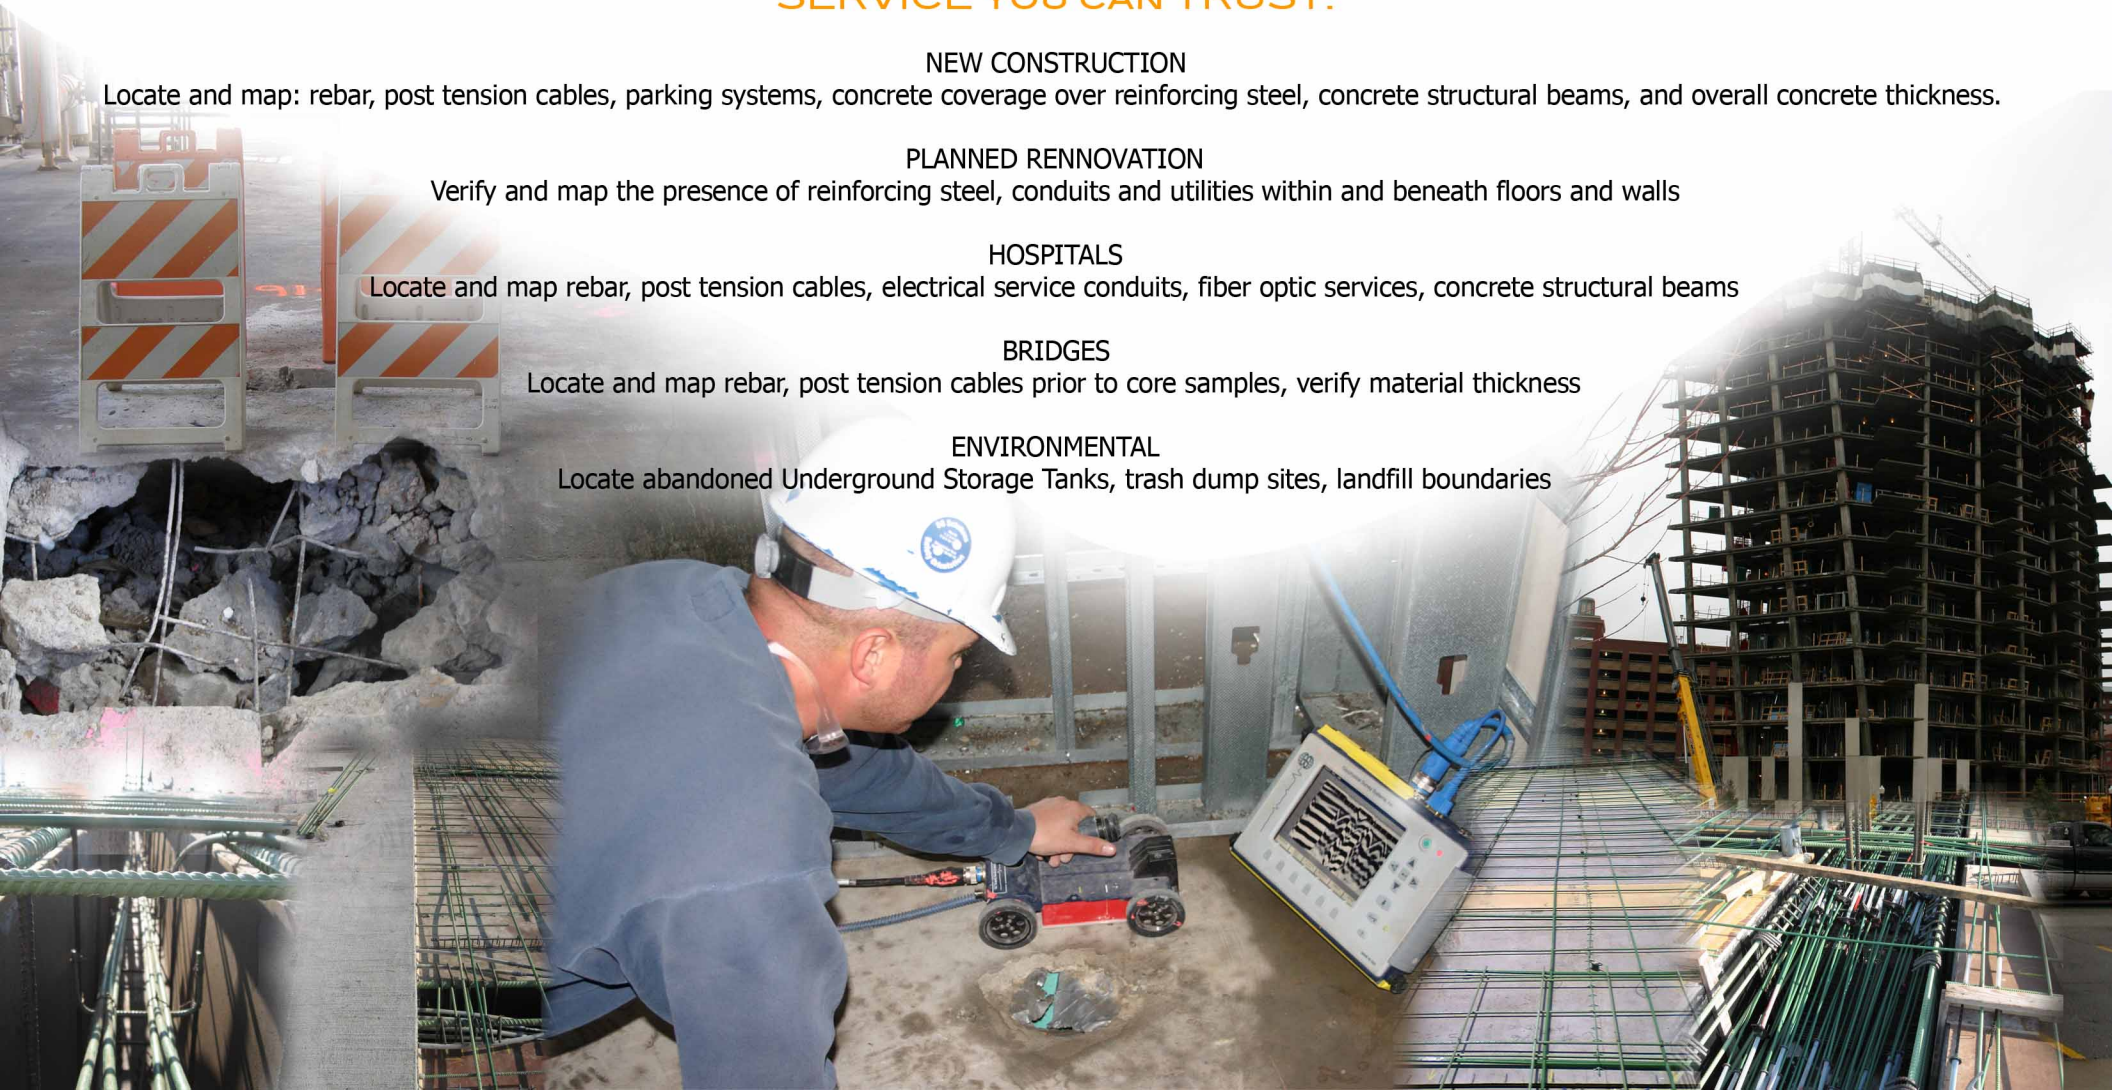 SERVICE YOU CAN TRUST.
NEW CONSTRUCTION
Locate and map: rebar, post tension cables, parking systems, concrete coverage over reinforcing steel, concrete structural beams, and overall concrete thickness.
PLANNED RENNOVATION
Verify and map the presence of reinforcing steel, conduits and utilities within and beneath floors and walls
HOSPITALS
Locate and map rebar, post tension cables, electrical service conduits, fiber optic services, concrete structural beams
BRIDGES
Locate and map rebar, post tension cables prior to core samples, verify material thickness
ENVIRONMENTAL
Locate abandoned Underground Storage Tanks, trash dump sites, landfill boundaries